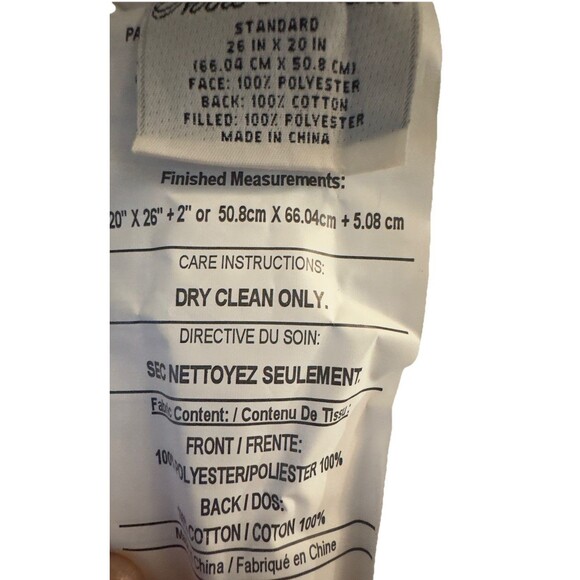 PA
STANDARD
26 IN X 20 IN
(66.04 CM X 50.8 CM)
FACE: 100% POLYESTER
BACK: 100% COTTON
FILLED: 100% POLYESTER
MADE IN CHINA
Finished Measurements:
20" X 26" + 2" or 50.8cm X 66.04cm + 5.08 cm
CARE INSTRUCTIONS:
DRY CLEAN ONLY.
DIRECTIVE DU SOIN:
SEC NETTOYEZ SEULEMENT.
Fabric Content: / Contenu De Tissu:
FRONT / FRENTE:
100% POLYESTER/POLIESTER 100%
BACK / DOS:
COTTON / COTON 100%
China / Fabriqué en Chine